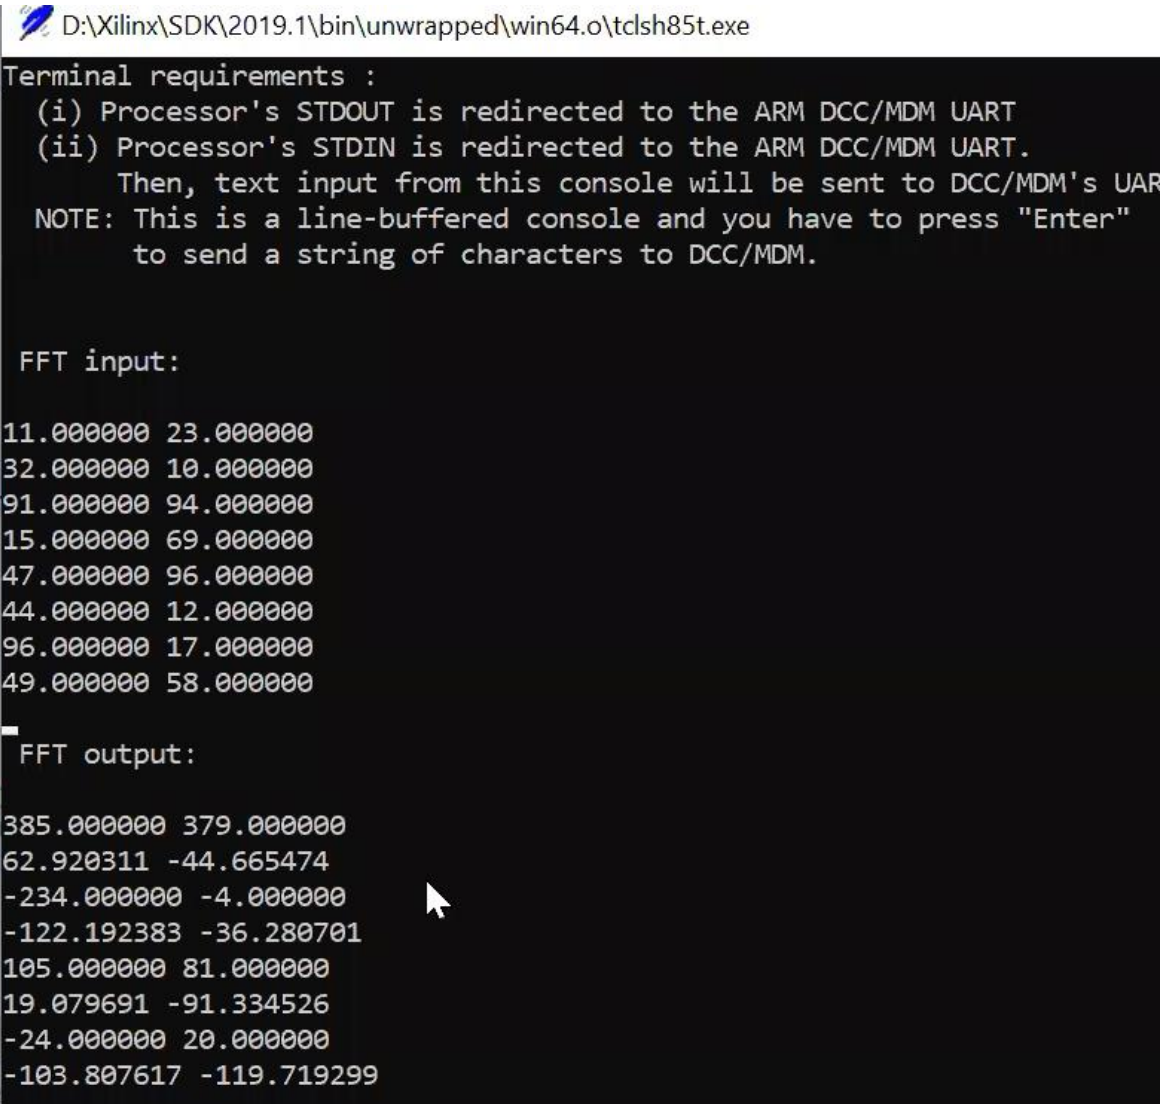 D:\Xilinx\SDK\2019.1\bin\unwrapped\win64.o\tclsh85t.exe
Terminal requirements :
(i) Processor's STDOUT is redirected to the ARM DCC/MDM UART
(ii) Processor's STDIN is redirected to the ARM DCC/MDM UART.
Then, text input from this console will be sent to DCC/MDM's UAR
NOTE: This is a line-buffered console and you have to press "Enter"
to send a string of characters to DCC/MDM.
FFT input:
11.000000 23.000000
32.000000 10.000000
91.000000 94.000000
15.000000 69.000000
47.000000 96.000000
44.000000 12.000000
96.000000 17.000000
49.000000 58.000000
FFT output:
385.000000 379.000000
62.920311 -44.665474
-234.000000 -4.000000
-122.192383 -36.280701
105.000000 81.000000
19.079691 -91.334526
-24.000000 20.000000
-103.807617 -119.719299